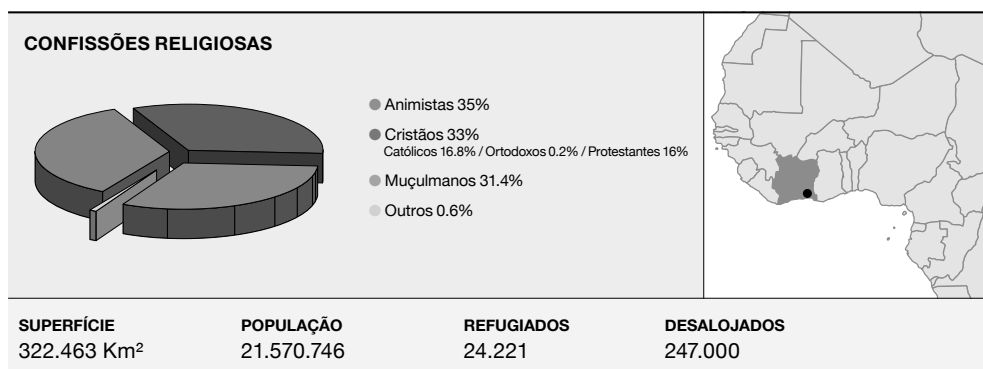 CONFISSÕES RELIGIOSAS
Animistas 35%
Cristãos 33%
Católicos 16.8% / Ortodoxos 0.2% / Protestantes 16%
Muçulmanos 31.4%
Outros 0.6%
SUPERFÍCIE
322.463 Km²
POPULAÇÃO
21.570.746
REFUGIADOS
24.221
DESALOJADOS
247.000